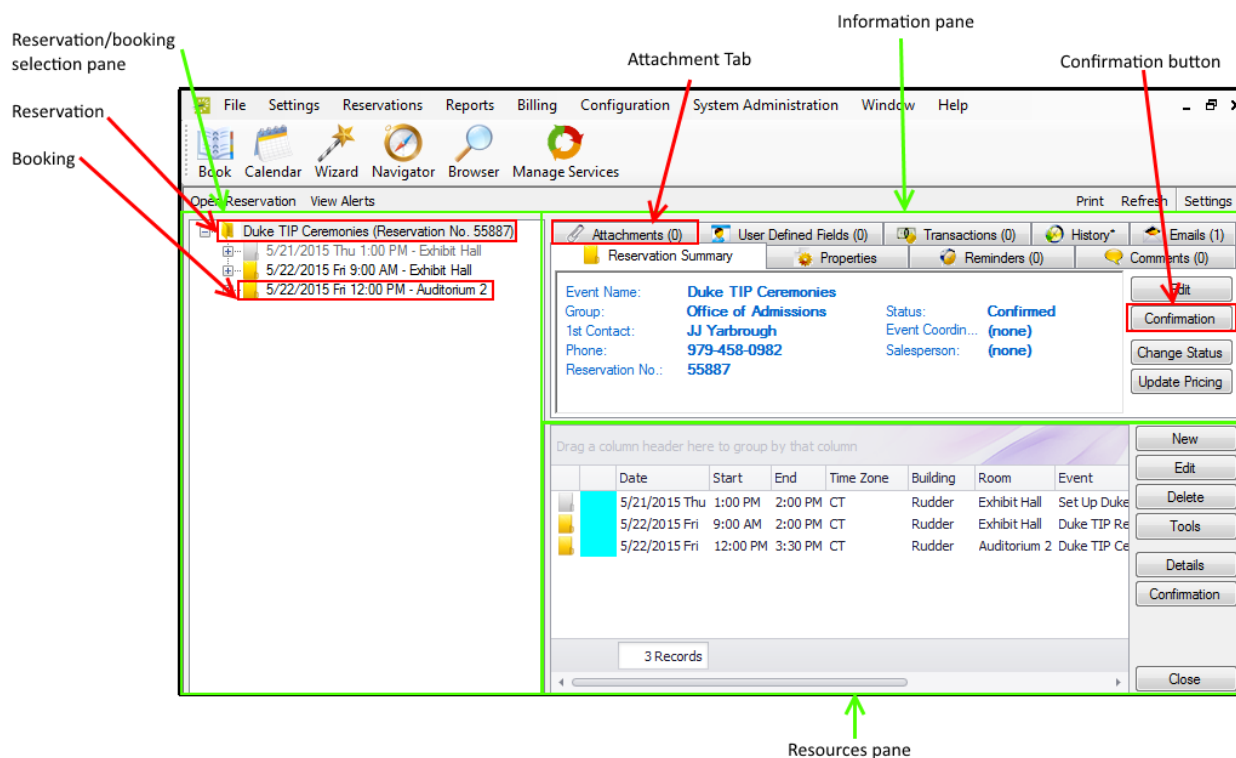 Information pane
Reservation/booking
selection pane
Attachment Tab
Confirmation button
Reservation
Booking
File Settings Reservations Reports Billing Configuration System Administration Window Help
Book Calendar Wizard Navigator Browser Manage Services
Open Reservation View Alerts Print Refresh Settings
Duke TIP Ceremonies (Reservation No. 55887)
5/21/2015 Thu 1:00 PM - Exhibit Hall
5/22/2015 Fri 9:00 AM - Exhibit Hall
5/22/2015 Fri 12:00 PM - Auditorium 2
Attachments (0) User Defined Fields (0) Transactions (0) History* Emails (1)
Reservation Summary Properties Reminders (0) Comments (0)
Event Name: Duke TIP Ceremonies
Group: Office of Admissions Status: Confirmed
1st Contact: JJ Yarbrough Event Coordin... (none)
Phone: 979-458-0982 Salesperson: (none)
Reservation No.: 55887
Edit
Confirmation
Change Status
Update Pricing
Drag a column header here to group by that column
Date Start End Time Zone Building Room Event
5/21/2015 Thu 1:00 PM 2:00 PM CT Rudder Exhibit Hall Set Up Duke
5/22/2015 Fri 9:00 AM 2:00 PM CT Rudder Exhibit Hall Duke TIP Re
5/22/2015 Fri 12:00 PM 3:30 PM CT Rudder Auditorium 2 Duke TIP Ce
3 Records
New
Edit
Delete
Tools
Details
Confirmation
Close
Resources pane